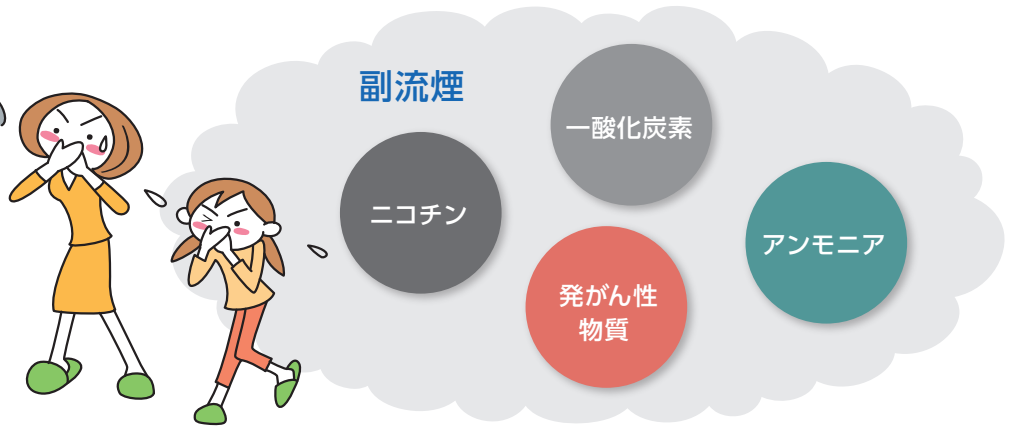 副流煙
一酸化炭素
ニコチン
アンモニア
発がん性
物質